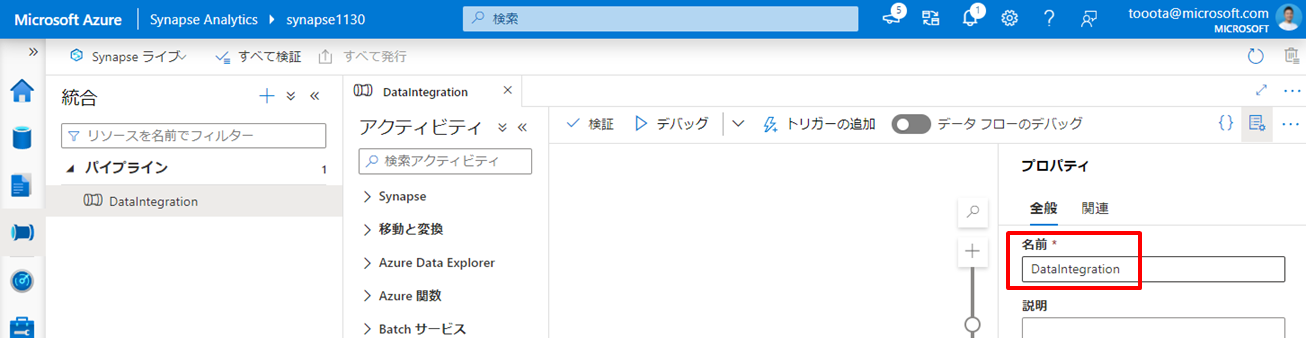 Microsoft Azure Synapse Analytics synapse1130 検索 5 1 tooota@microsoft.com
MICROSOFT
Synapse ライブ すべて検証 すべて発行
統合
リソースを名前でフィルター
パイプライン 1
DataIntegration
DataIntegration
アクティビティ
検索アクティビティ
Synapse
移動と変換
Azure Data Explorer
Azure 関数
Batch サービス
検証 デバッグ トリガーの追加 データ フローのデバッグ {}
プロパティ
全般 関連
名前 *
DataIntegration
説明